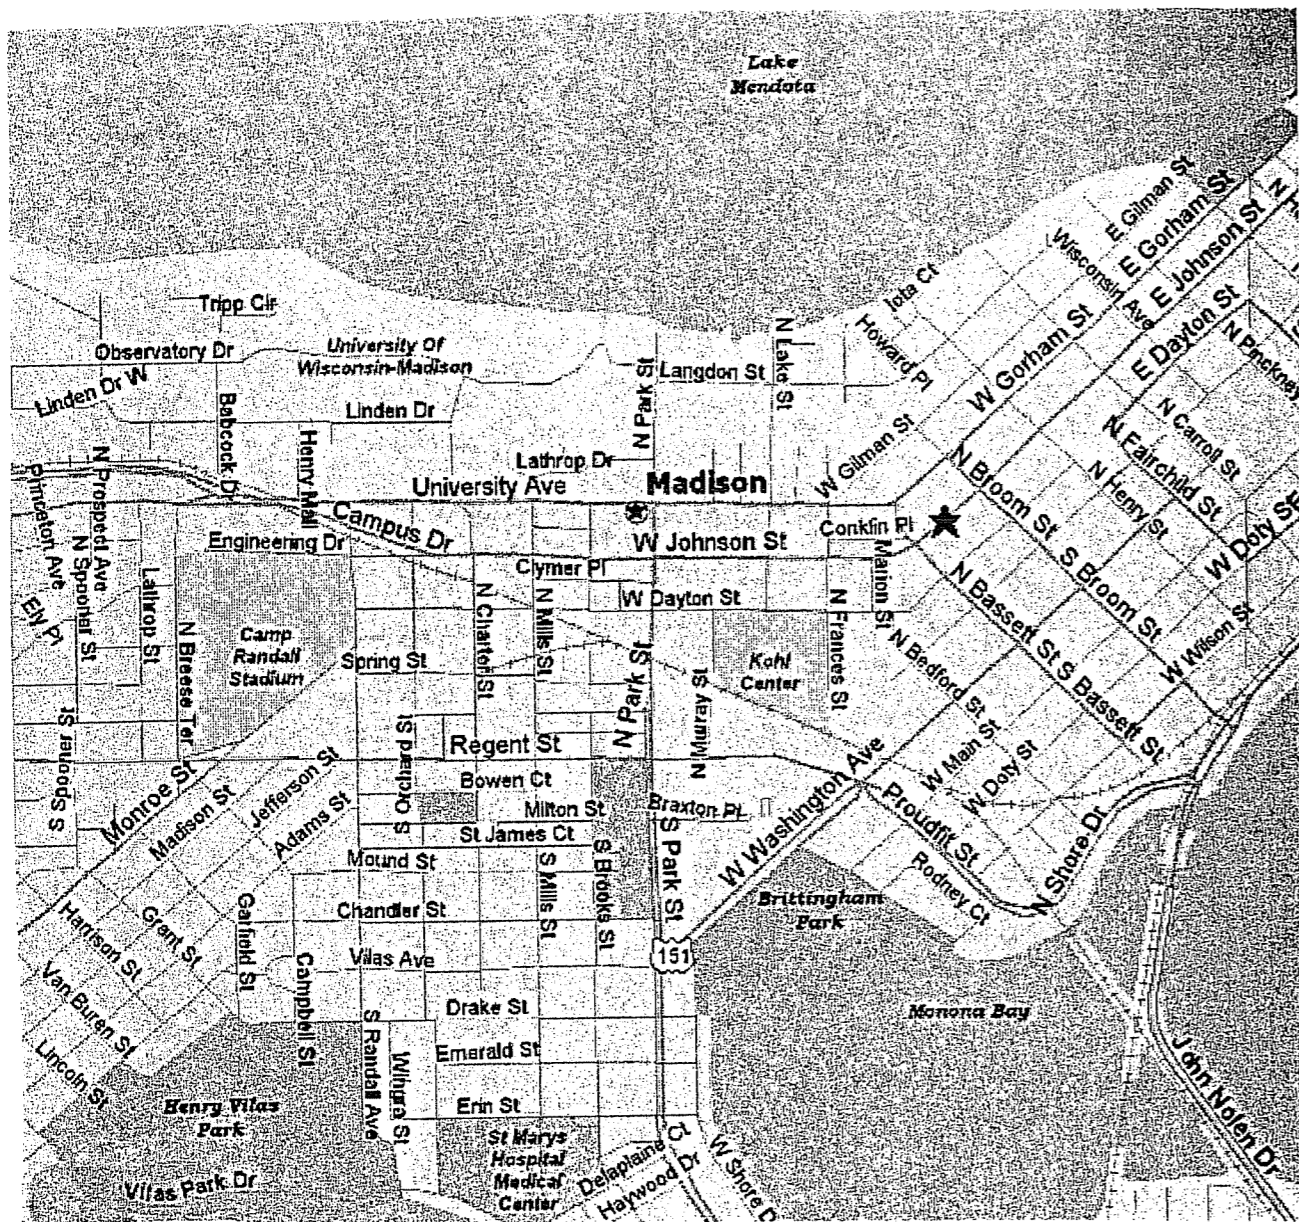 Lake
Mendota
E Gilman St
E Gorham St
E Johnson St
Wisconsin Ave
Iota Ct
Tripp Cir
Howard Pl
N Lake St
W Gorham St
E Dayton St
N Pinckney
Observatory Dr
University Of
Wisconsin-Madison
Langdon St
N Park St
Linden Dr W
Linden Dr
Babcock Dr
Henry Mall
W Gilman St
N Carroll St
N Fairchild St
N Henry St
N Broom St
Lathrop Dr
Madison
University Ave
N Prospect Ave
Princeton Ave
Campus Dr
Conklin Pl
W Johnson St
W Doty St
Engineering Dr
Marion St
N Spooner St
Clymer Pl
S Broom St
N Bassett St
Lathrop St
Ely Pl
N Charter St
N Mills St
W Dayton St
N Frances St
W Wilson St
N Breese Ter
Camp
Randall
Stadium
Spring St
N Park St
Kohl
Center
N Bedford St
S Bassett St
N Murray St
S Spooner St
S Orchard St
Regent St
W Main St
W Doty St
Monroe St
Madison St
Jefferson St
Adams St
Bowen Ct
Milton St
Braxton Pl
W Washington Ave
Proudfit St
N Shore Dr
St James Ct
Mound St
S Mills St
S Brooks St
S Park St
Rodney Ct
Brittingham
Park
Harrison St
Grant St
Garfield St
Chandler St
Vilas Ave
151
Van Buren St
Campbell St
Drake St
Monona Bay
Lincoln St
S Randall Ave
Wingra St
Emerald St
John Nolen Dr
Henry Vilas
Park
Erin St
St Marys
Hospital
Medical
Center
Delaplaine Ct
Haywood Dr
W Shore D
Vilas Park Dr